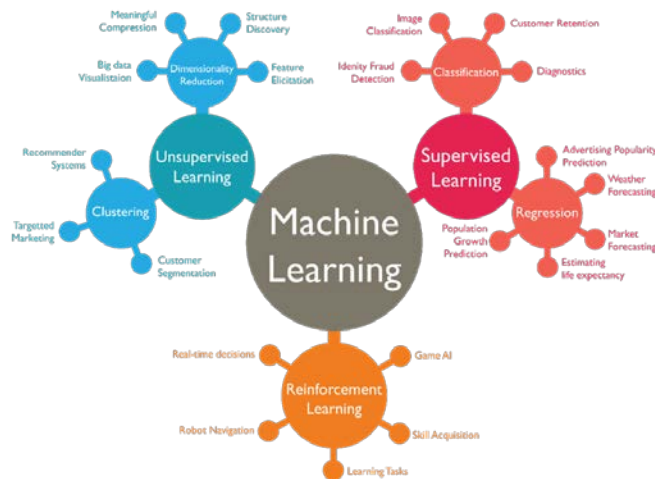 Meaningful
Compression
Structure
Discovery
Big data
Visualistaion
Dimensionality
Reduction
Feature
Elicitation
Unsupervised
Learning
Recommender
Systems
Clustering
Targetted
Marketing
Customer
Segmentation
Machine
Learning
Image
Classification
Customer Retention
Idenity Fraud
Detection
Classification
Diagnostics
Supervised
Learning
Advertising Popularity
Prediction
Weather
Forecasting
Regression
Population
Growth
Prediction
Market
Forecasting
Estimating
life expectancy
Real-time decisions
Game AI
Reinforcement
Learning
Robot Navigation
Skill Acquisition
Learning Tasks